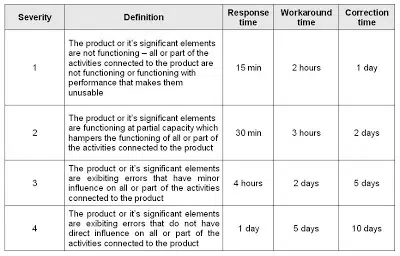 Severity
Definition
Response
time
Workaround
time
Correction
time
1
The product or it's significant elements
are not functioning – all or part of the
activities connected to the product are
not functioning or functioning with
performance that makes them
unusable
15 min
2 hours
1 day
2
The product or it's significant elements
are functioning at partial capacity which
hampers the functioning of all or part of
the activities connected to the product
30 min
3 hours
2 days
3
The product or it's significant elements
are exibiting errors that have minor
influence on all or part of the activities
connected to the product
4 hours
2 days
5 days
4
The product or it's significant elements
are exibiting errors that do not have
direct influence on all or part of the
activities connected to the product
1 day
5 days
10 days